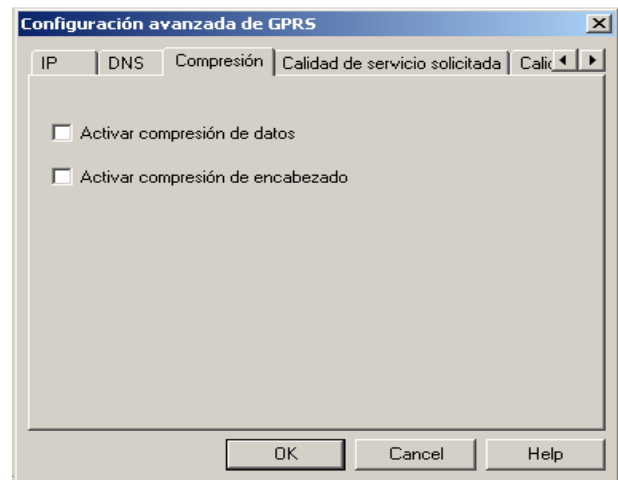 Configuración avanzada de GPRS
IP DNS Compresión Calidad de servicio solicitada Calic
Activar compresión de datos
Activar compresión de encabezado
OK Cancel Help